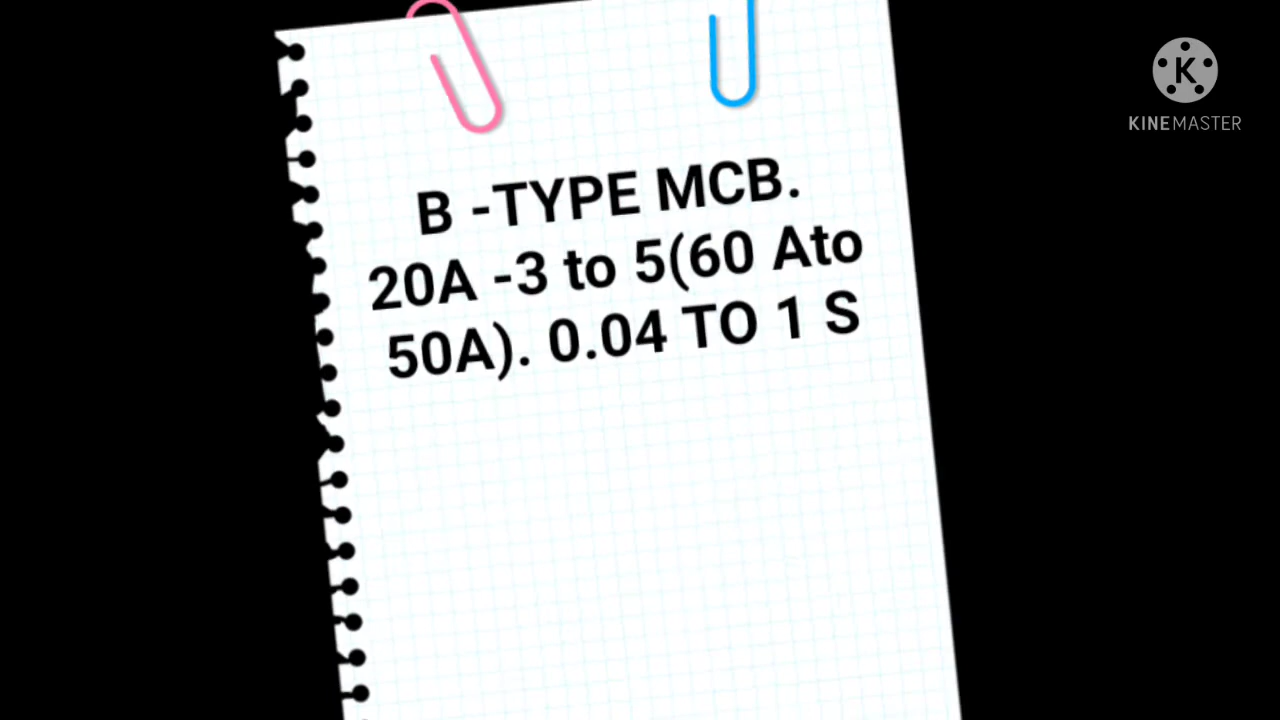 B -TYPE MCB.
20A -3 to 5(60 Ato
50A). 0.04 TO 1 S
K
KINEMASTER